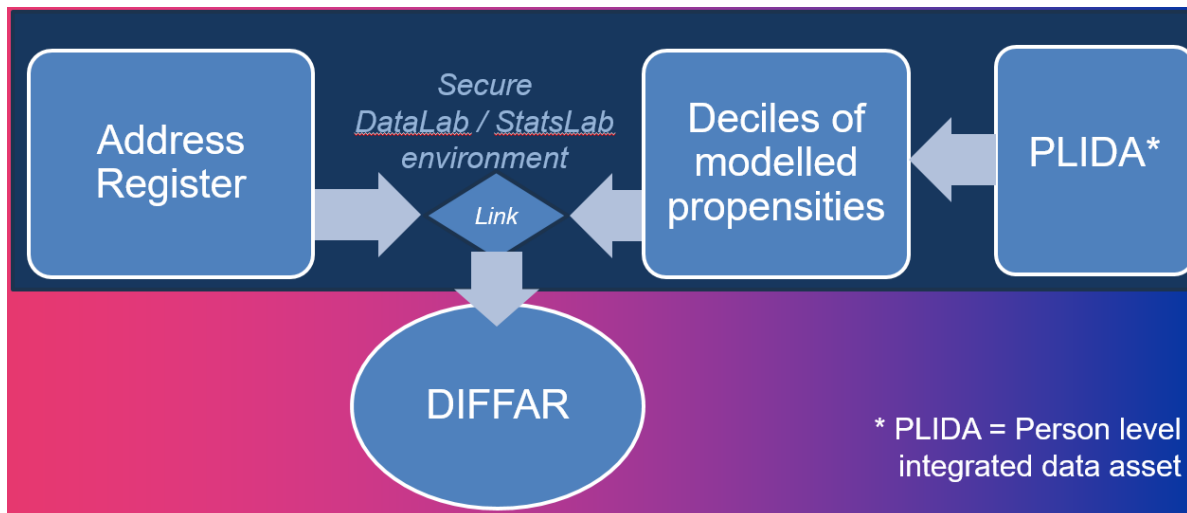 Address
Register
Secure
DataLab / StatsLab
environment
Link
Deciles of
modelled
propensities
PLIDA*
DIFFAR
* PLIDA = Person level
integrated data asset